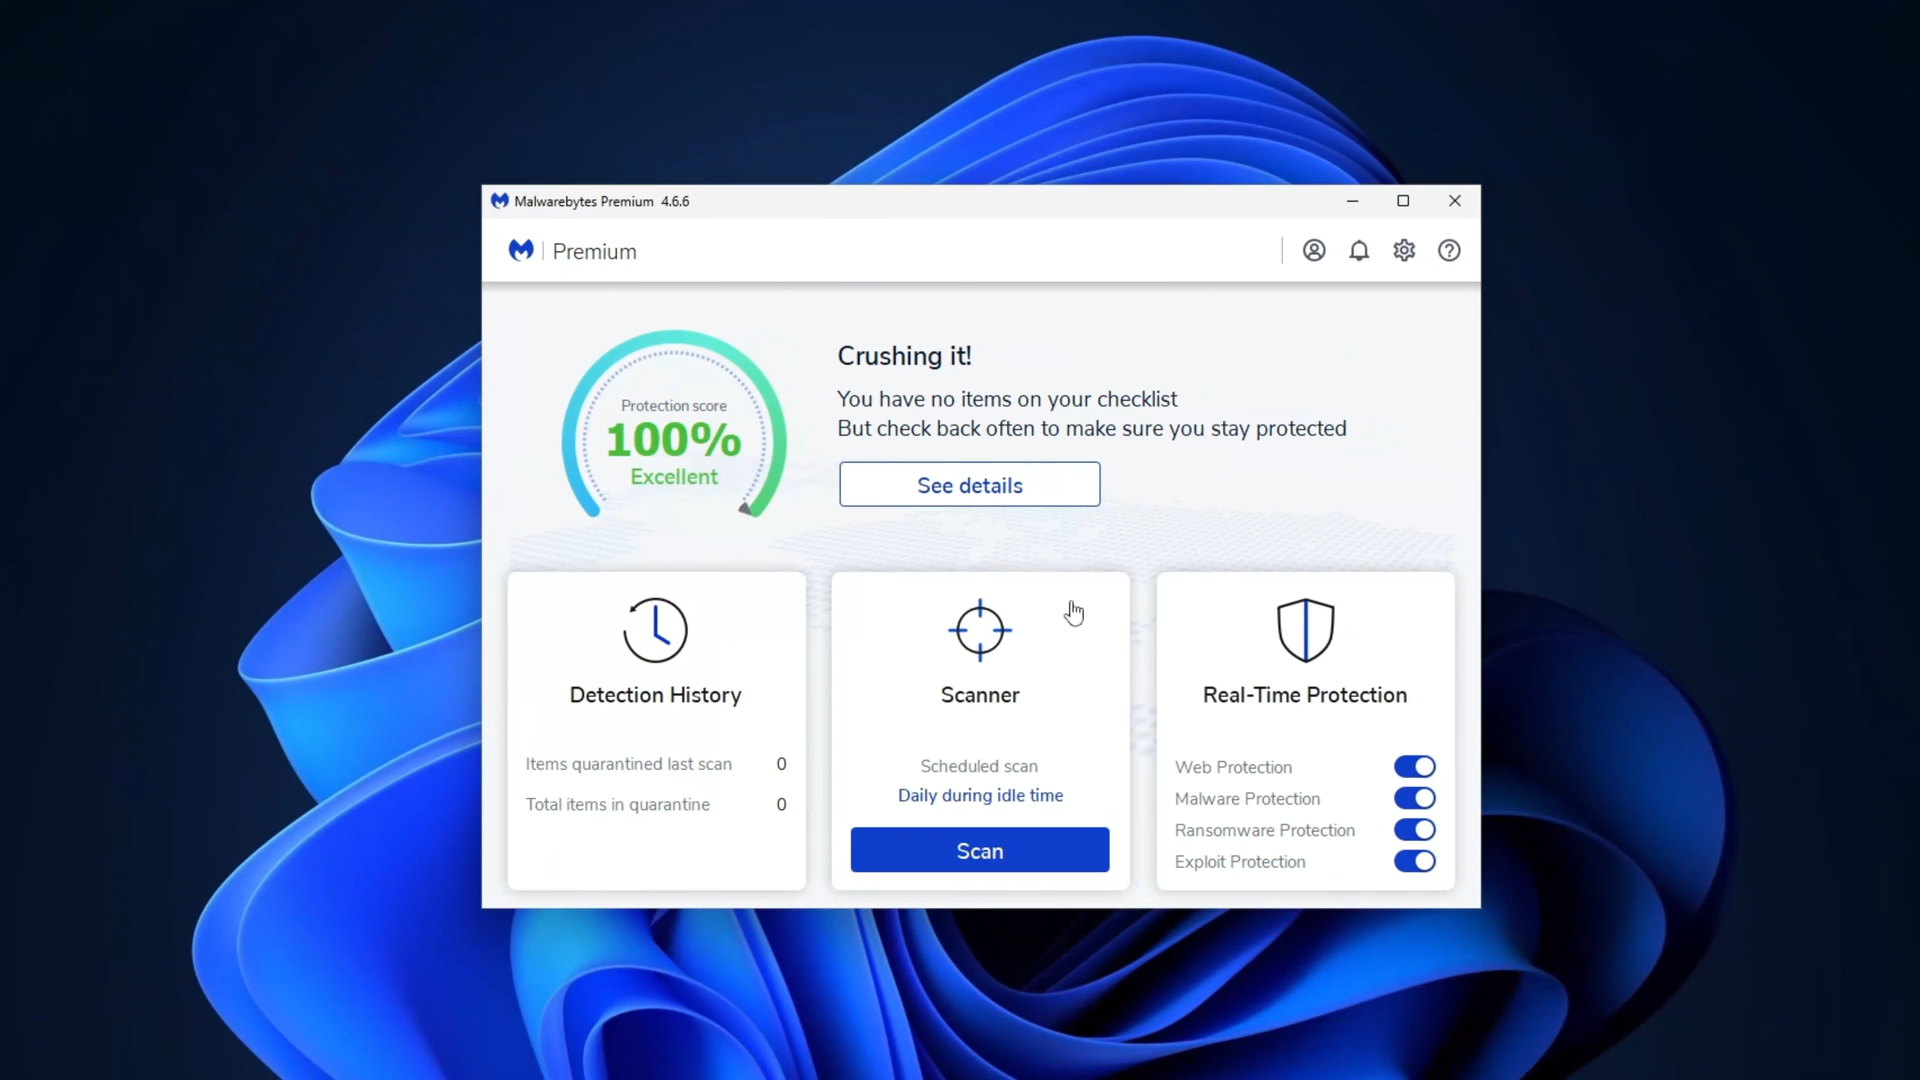 Malwarebytes Premium 4.6.6
Premium
Protection score
100%
Excellent
Crushing it!
You have no items on your checklist
But check back often to make sure you stay protected
See details
Detection History
Items quarantined last scan 0
Total items in quarantine 0
Scanner
Scheduled scan
Daily during idle time
Scan
Real-Time Protection
Web Protection
Malware Protection
Ransomware Protection
Exploit Protection